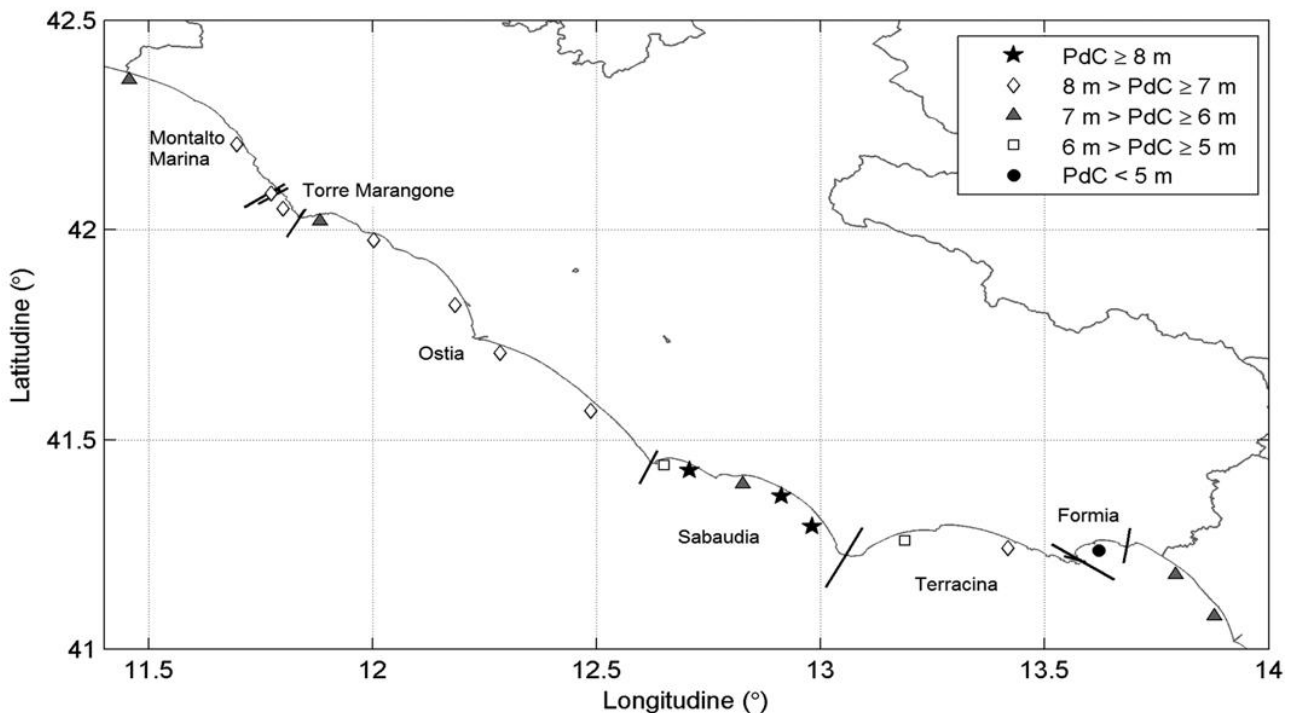 42.5
42
41.5
41
Latitudine (°)
PdC ≥ 8 m
8 m > PdC ≥ 7 m
7 m > PdC ≥ 6 m
6 m > PdC ≥ 5 m
PdC < 5 m
Montalto
Marina
Torre Marangone
Ostia
Sabaudia
Formia
Terracina
11.5
12
12.5
13
13.5
14
Longitudine (°)